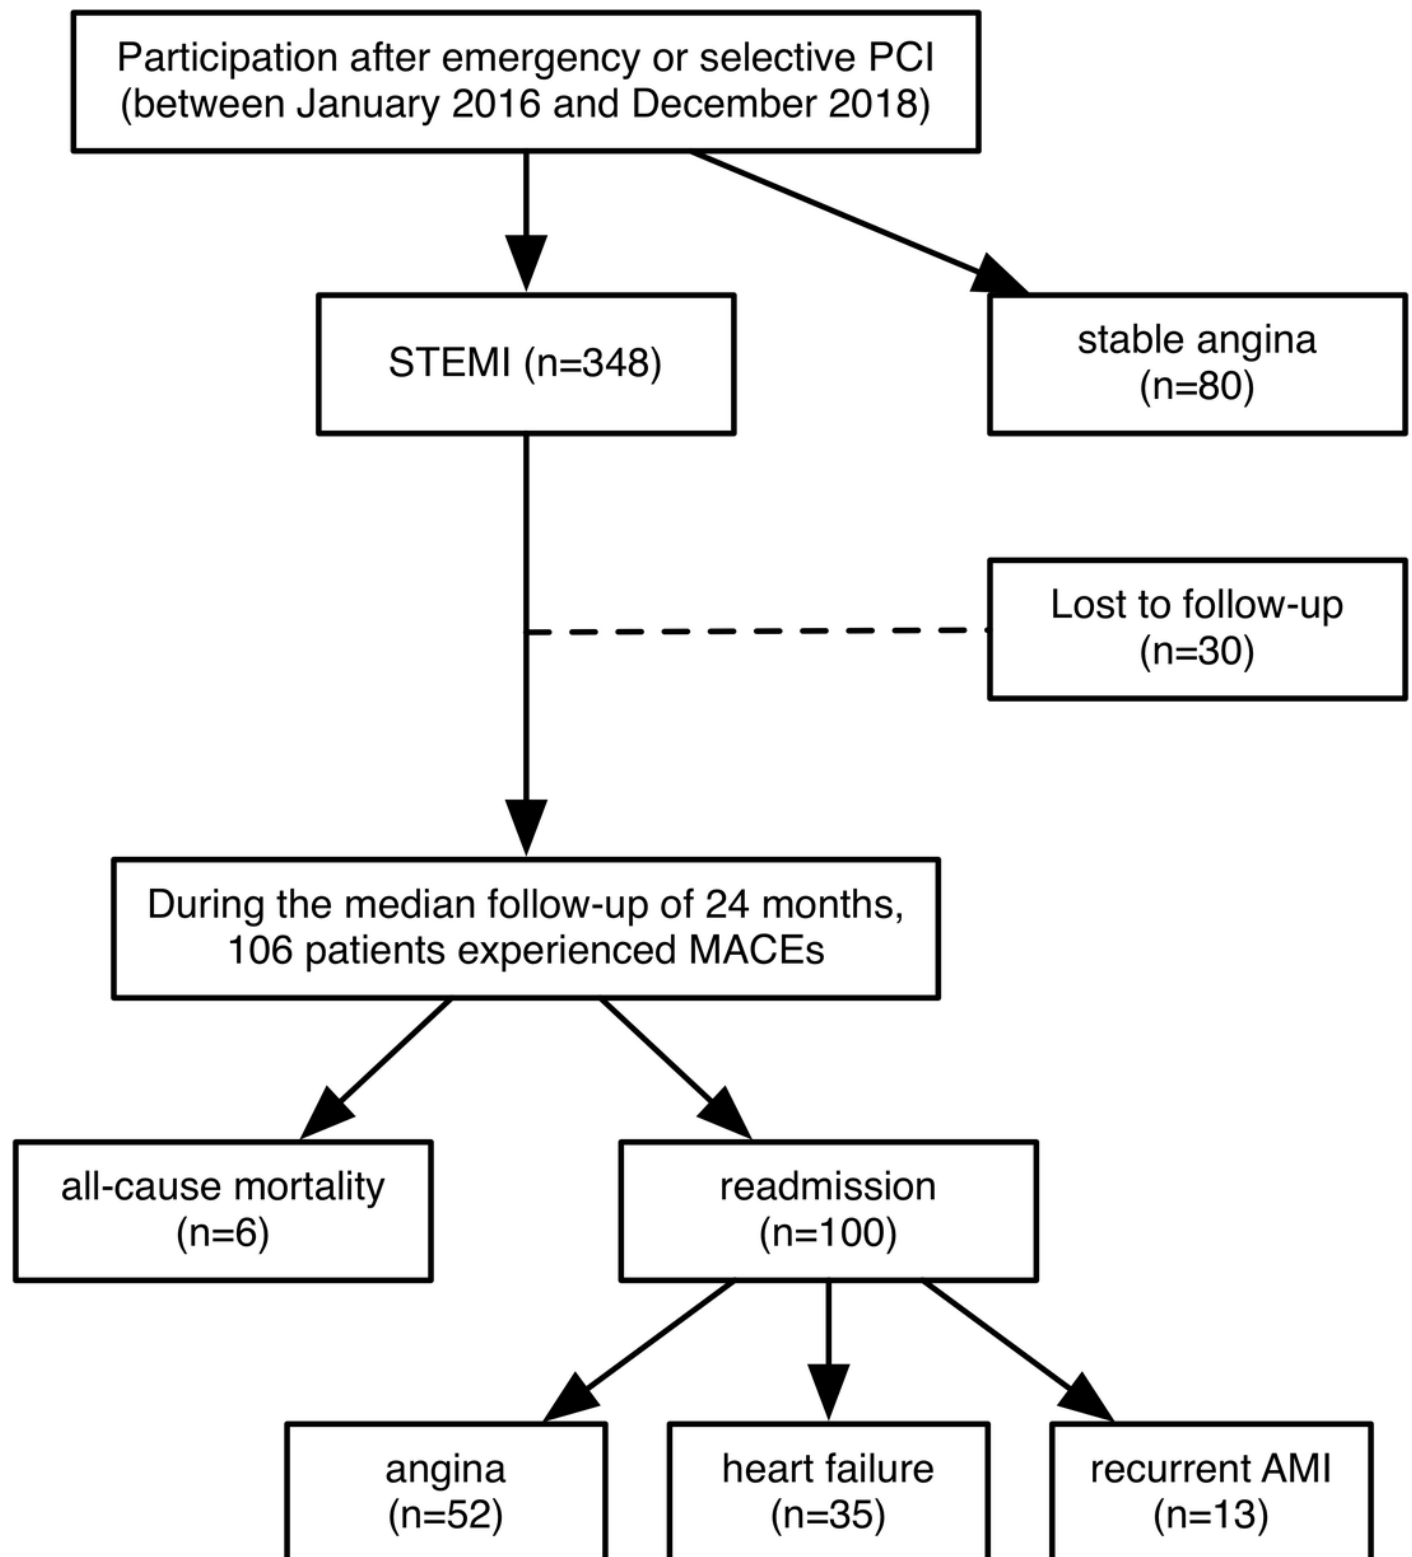 Participation after emergency or selective PCI
(between January 2016 and December 2018)
STEMI (n=348)
stable angina
(n=80)
Lost to follow-up
(n=30)
During the median follow-up of 24 months,
106 patients experienced MACEs
all-cause mortality
(n=6)
readmission
(n=100)
angina
(n=52)
heart failure
(n=35)
recurrent AMI
(n=13)